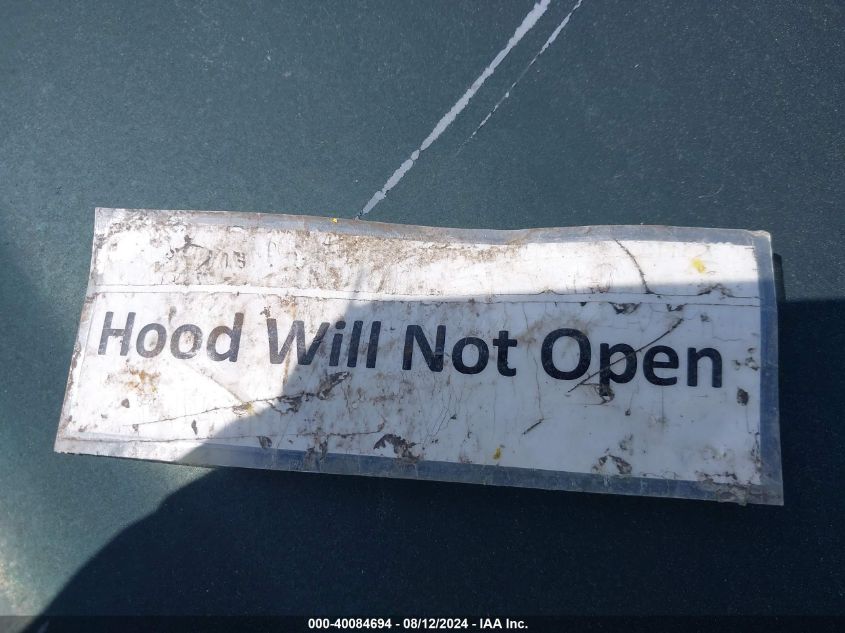 Hood Will Not Open
000-40084694 - 08/12/2024 - IAA Inc.